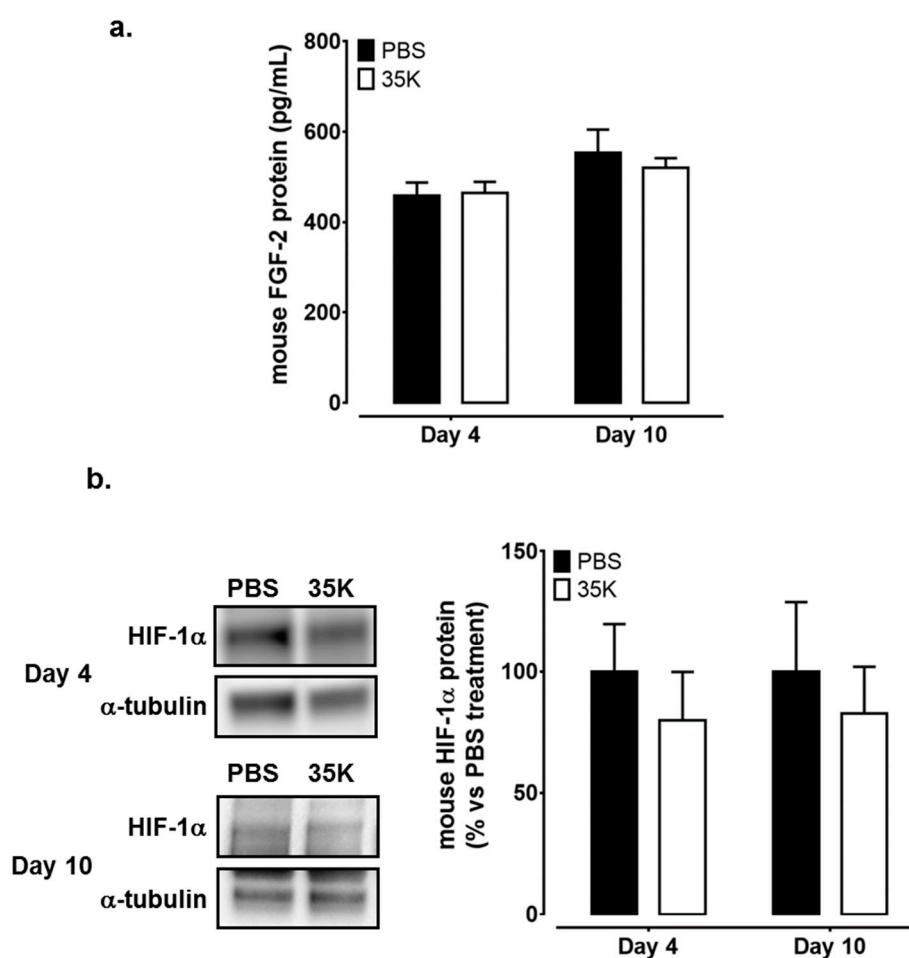 a.
800
600
400
200
0
mouse FGF-2 protein (pg/mL)
PBS
35K
Day 4
Day 10
b.
PBS 35K
HIF-1α
Day 4
α-tubulin
PBS 35K
HIF-1α
Day 10
α-tubulin
150
100
50
0
mouse HIF-1α protein
(% vs PBS treatment)
PBS
35K
Day 4
Day 10